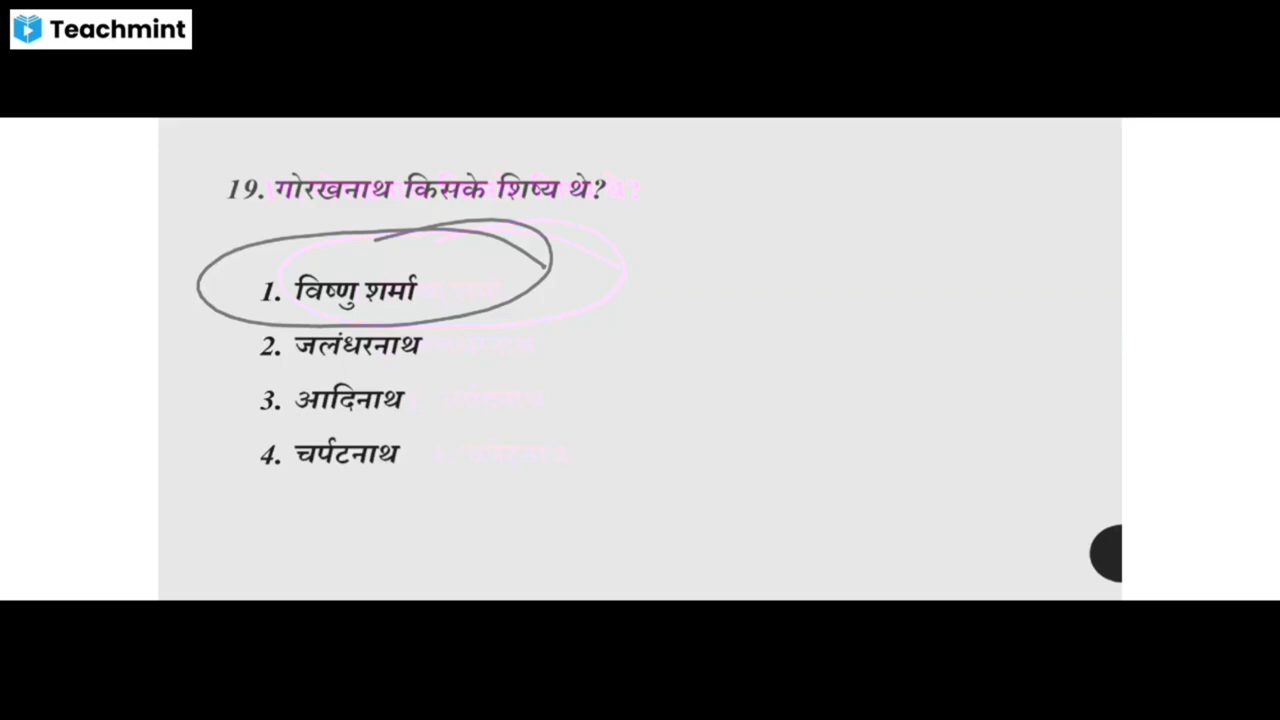 Teachmint
19. गोरखनाथ किसके शिष्य थे?
1. विष्णु शर्मा
2. जलंधरनाथ
3. आदिनाथ
4. चर्पटनाथ